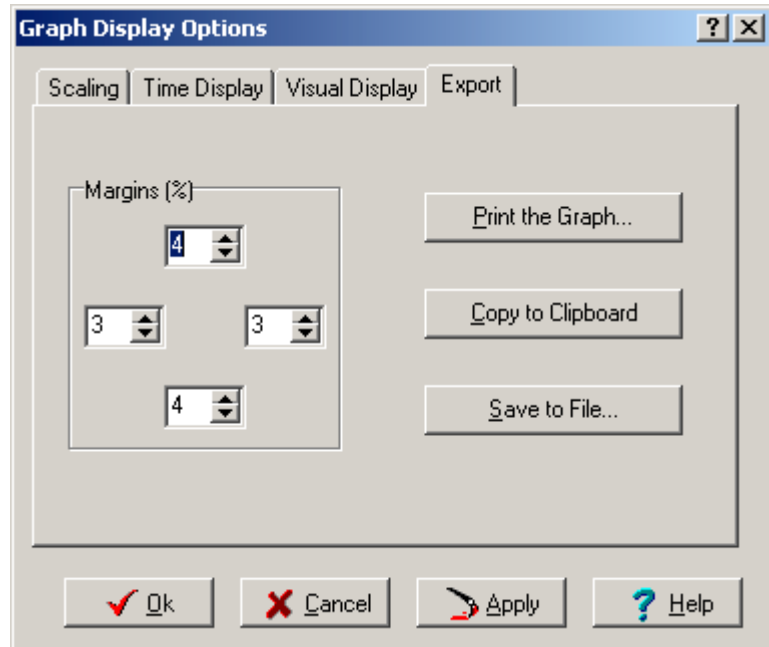 Graph Display Options
Scaling Time Display Visual Display Export
Margins (%)
4
3 3
4
Print the Graph...
Copy to Clipboard
Save to File...
Ok Cancel Apply Help